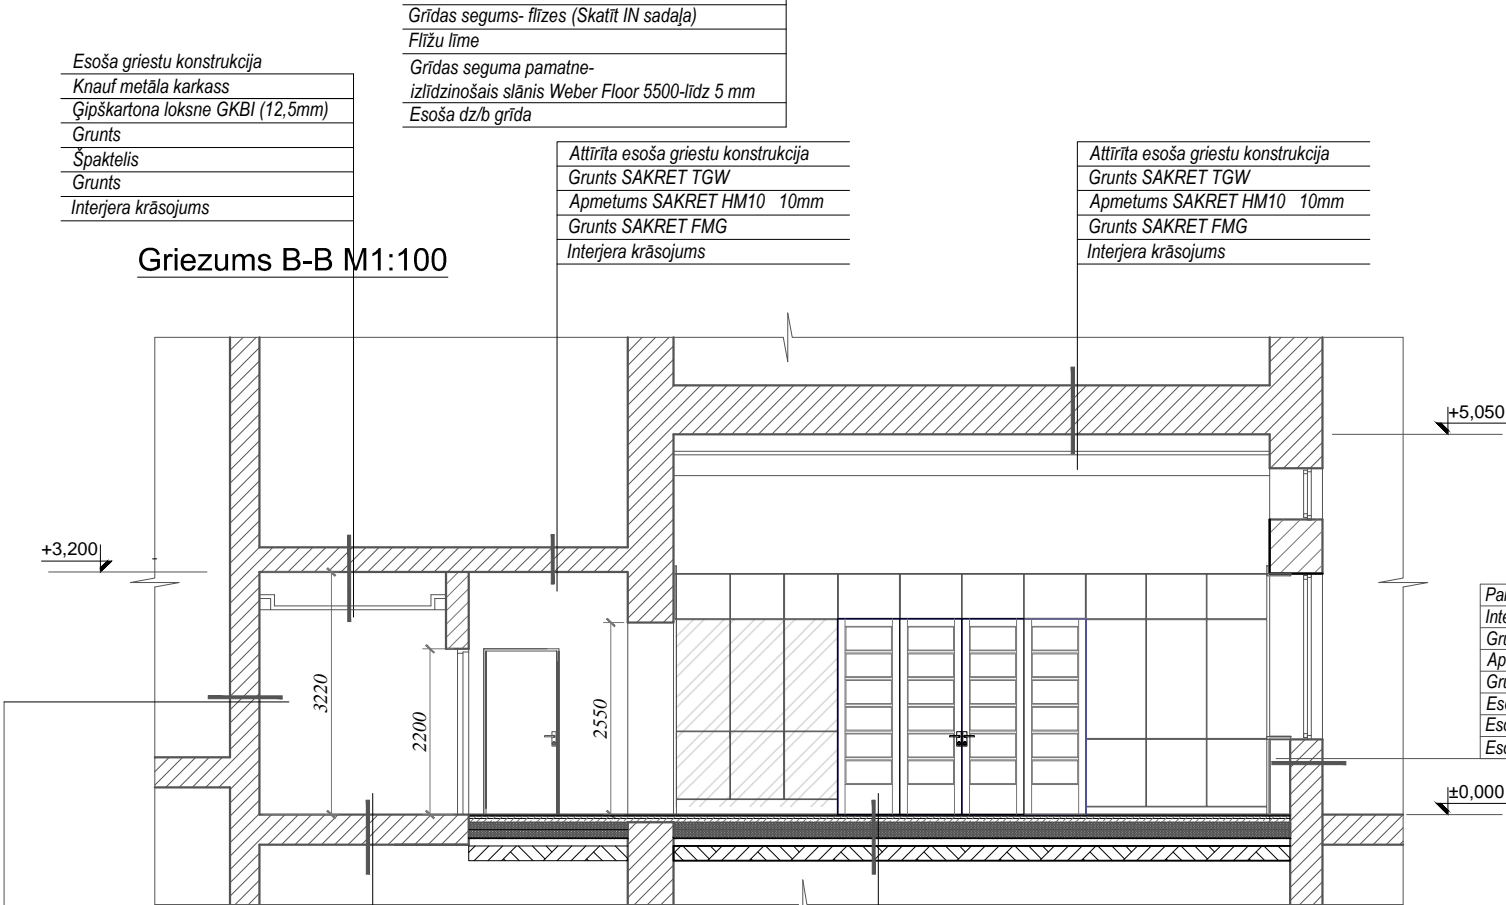 Grīdas segums- flīzes (Skatīt IN sadaļa)
Flīžu līme
Grīdas seguma pamatne-
izlīdzinošais slānis Weber Floor 5500-līdz 5 mm
Esoša dz/b grīda
Esoša griestu konstrukcija
Knauf metāla karkass
Ģipškartona loksne GKBI (12,5mm)
Grunts
Špaktelis
Grunts
Interjera krāsojums
Attīrīta esoša griestu konstrukcija
Grunts SAKRET TGW
Apmetums SAKRET HM10 10mm
Grunts SAKRET FMG
Interjera krāsojums
Attīrīta esoša griestu konstrukcija
Grunts SAKRET TGW
Apmetums SAKRET HM10 10mm
Grunts SAKRET FMG
Interjera krāsojums
Griezums B-B M1:100
+5,050
+3,200
3220
2200
2550
±0,000